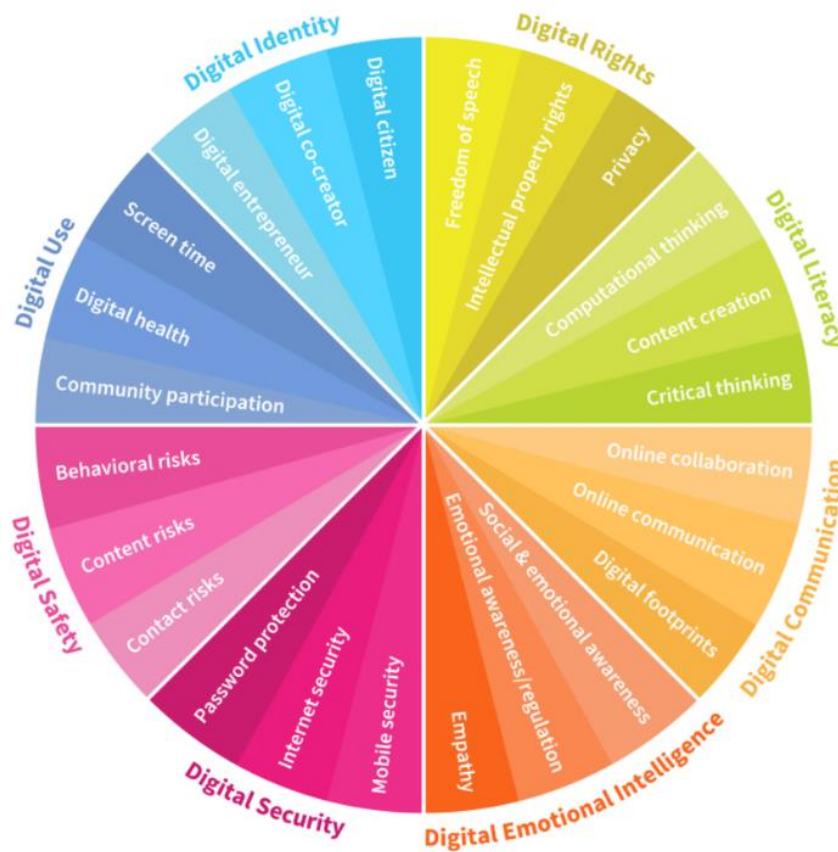 Digital Identity
Digital entrepreneur
Digital co-creator
Digital citizen
Digital Rights
Freedom of speech
Intellectual property rights
Privacy
Digital Literacy
Computational thinking
Content creation
Critical thinking
Digital Communication
Online collaboration
Online communication
Digital footprints
Digital Emotional Intelligence
Social & emotional awareness
Emotional awareness/regulation
Empathy
Digital Security
Mobile security
Internet security
Password protection
Digital Safety
Contact risks
Content risks
Behavioral risks
Digital Use
Community participation
Digital health
Screen time